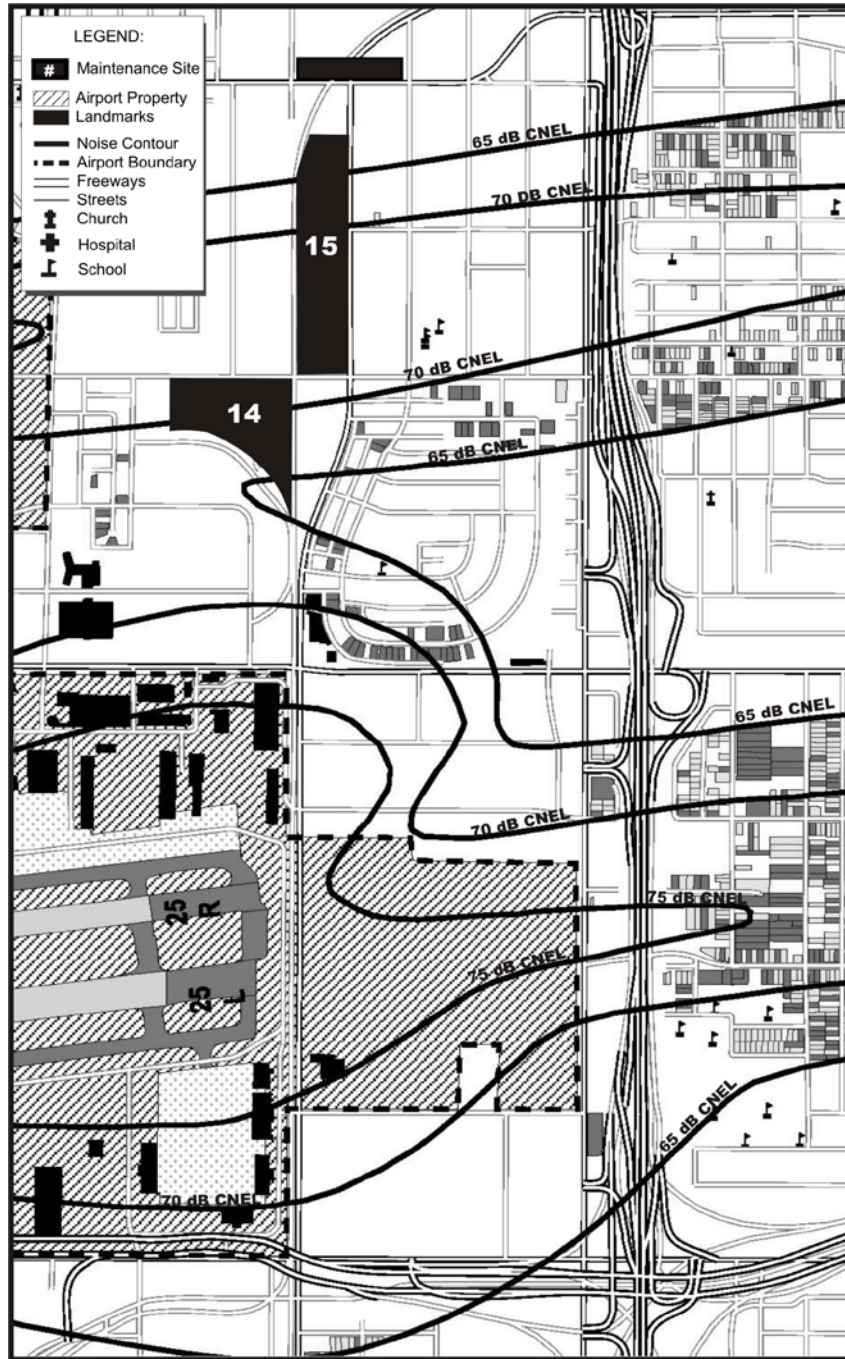 LEGEND:
# Maintenance Site
Airport Property
Landmarks
Noise Contour
Airport Boundary
Freeways
Streets
Church
Hospital
School
65 dB CNEL
70 DB CNEL
15
70 dB CNEL
14
65 dB CNEL
65 dB CNEL
70 dB CNEL
75 dB CNEL
25
R
75 dB CNEL
25
L
65 dB CNEL
70 dB CNEL